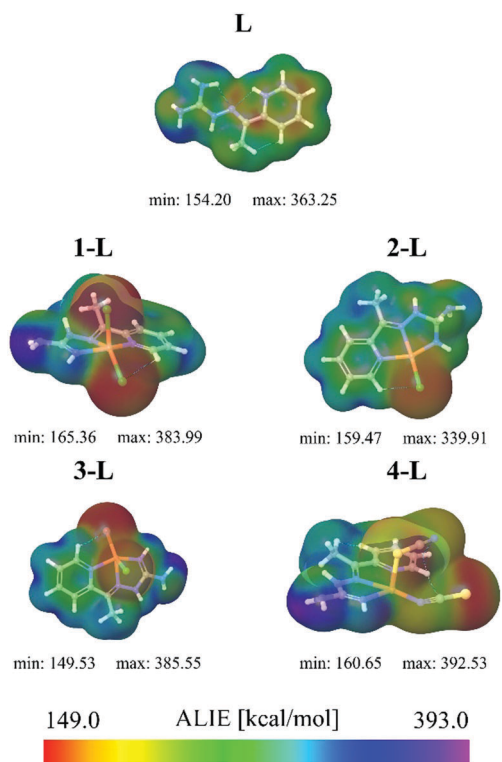 L
min: 154.20 max: 363.25
1-L 2-L
min: 165.36 max: 383.99 min: 159.47 max: 339.91
3-L 4-L
min: 149.53 max: 385.55 min: 160.65 max: 392.53
149.0 ALIE [kcal/mol] 393.0